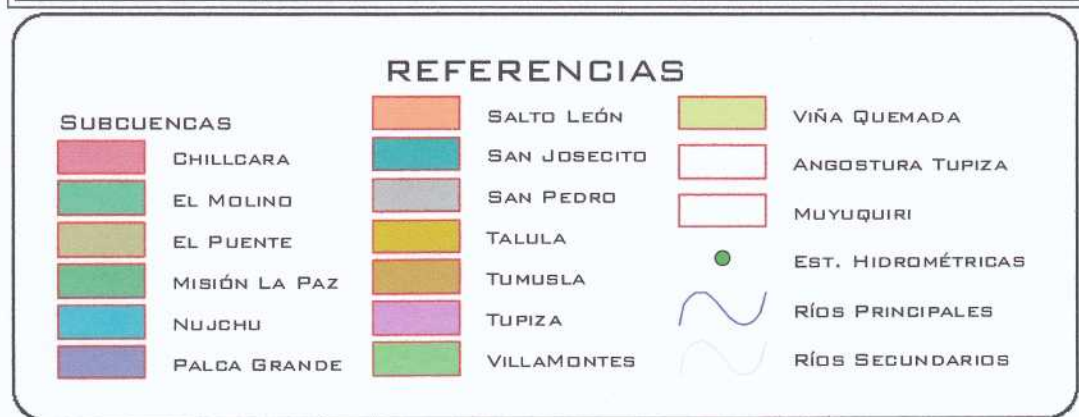 REFERENCIAS
SUBCUENCAS
CHILLCARA
EL MOLINO
EL PUENTE
MISIÓN LA PAZ
NUJCHU
PALCA GRANDE
SALTO LEÓN
SAN JOSECITO
SAN PEDRO
TALULA
TUMUSLA
TUPIZA
VILLAMONTES
VIÑA QUEMADA
ANGOSTURA TUPIZA
MUYUQUIRI
EST. HIDROMÉTRICAS
RÍOS PRINCIPALES
RÍOS SECUNDARIOS